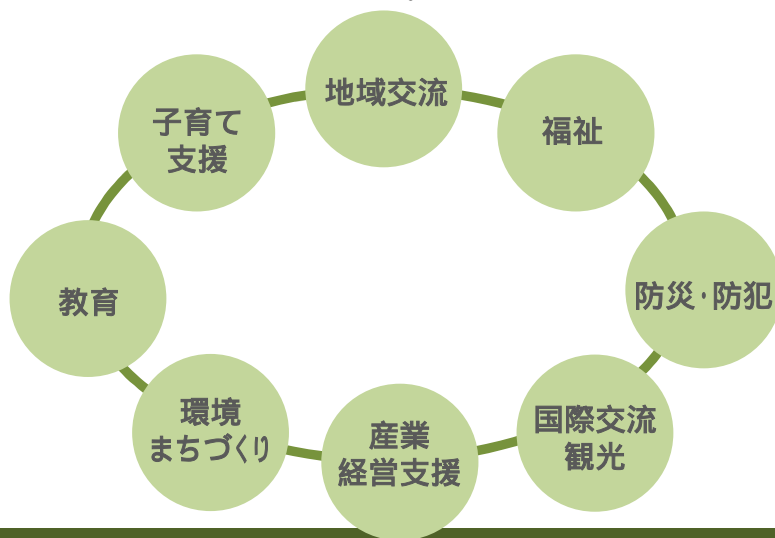 地域交流
子育て
支援
福祉
教育
防災・防犯
環境
まちづくり
産業
経営支援
国際交流
観光